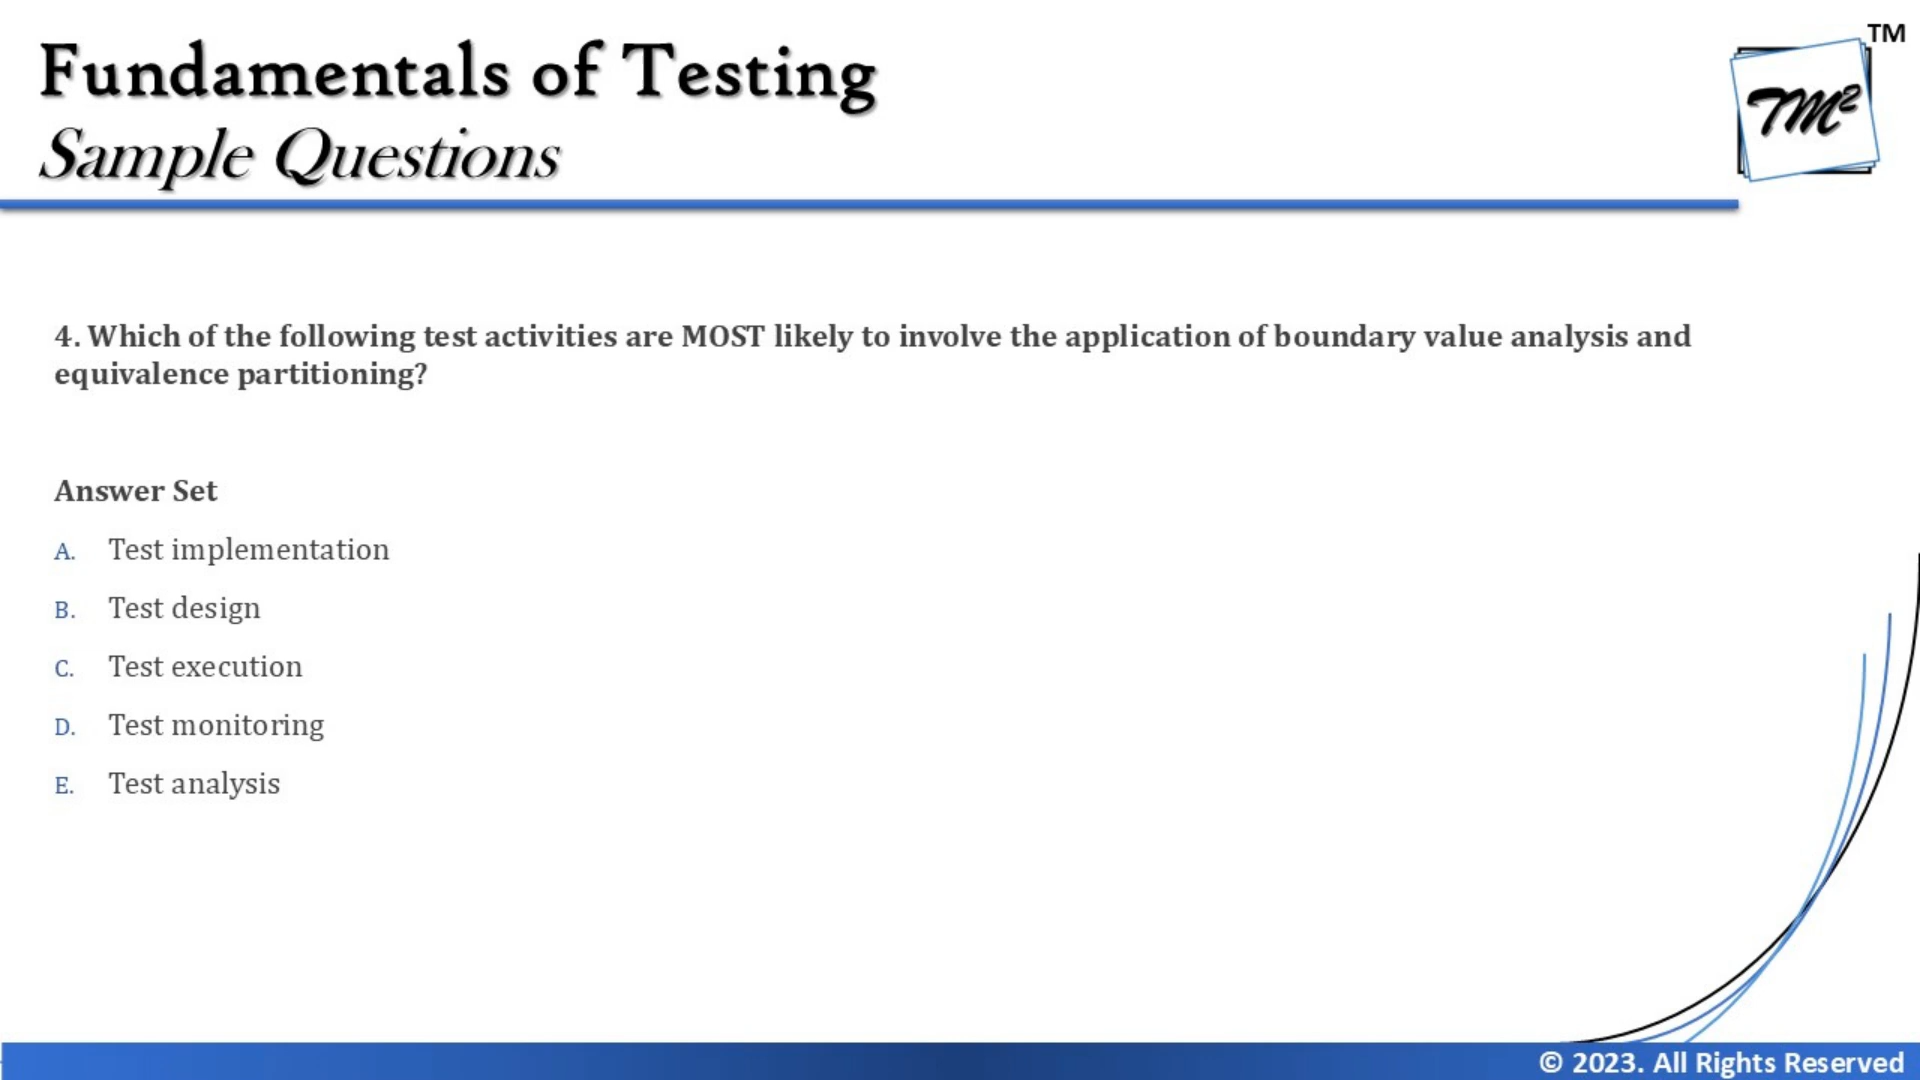 Fundamentals of Testing
Sample Questions
TM
TM²
4. Which of the following test activities are MOST likely to involve the application of boundary value analysis and
equivalence partitioning?
Answer Set
A. Test implementation
B. Test design
C. Test execution
D. Test monitoring
E. Test analysis
© 2023. All Rights Reserved